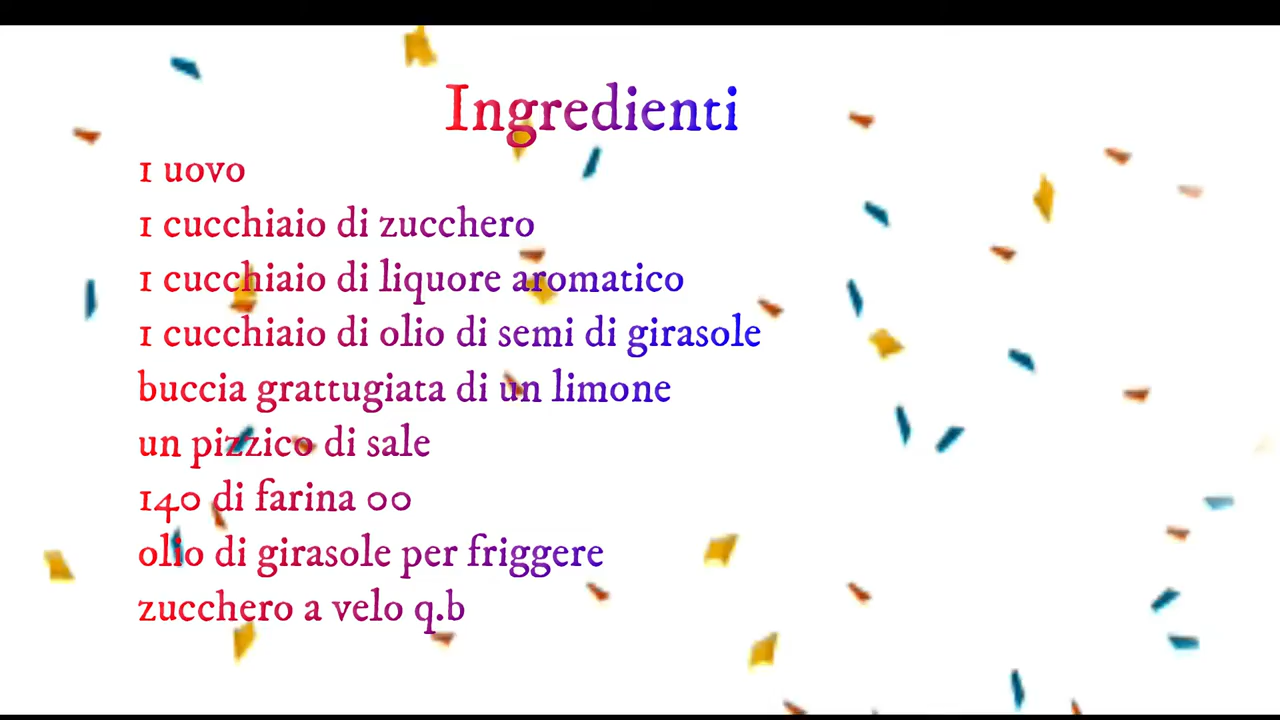 Ingredienti
1 uovo
1 cucchiaio di zucchero
1 cucchiaio di liquore aromatico
1 cucchiaio di olio di semi di girasole
buccia grattugiata di un limone
un pizzico di sale
140 di farina 00
olio di girasole per friggere
zucchero a velo q.b